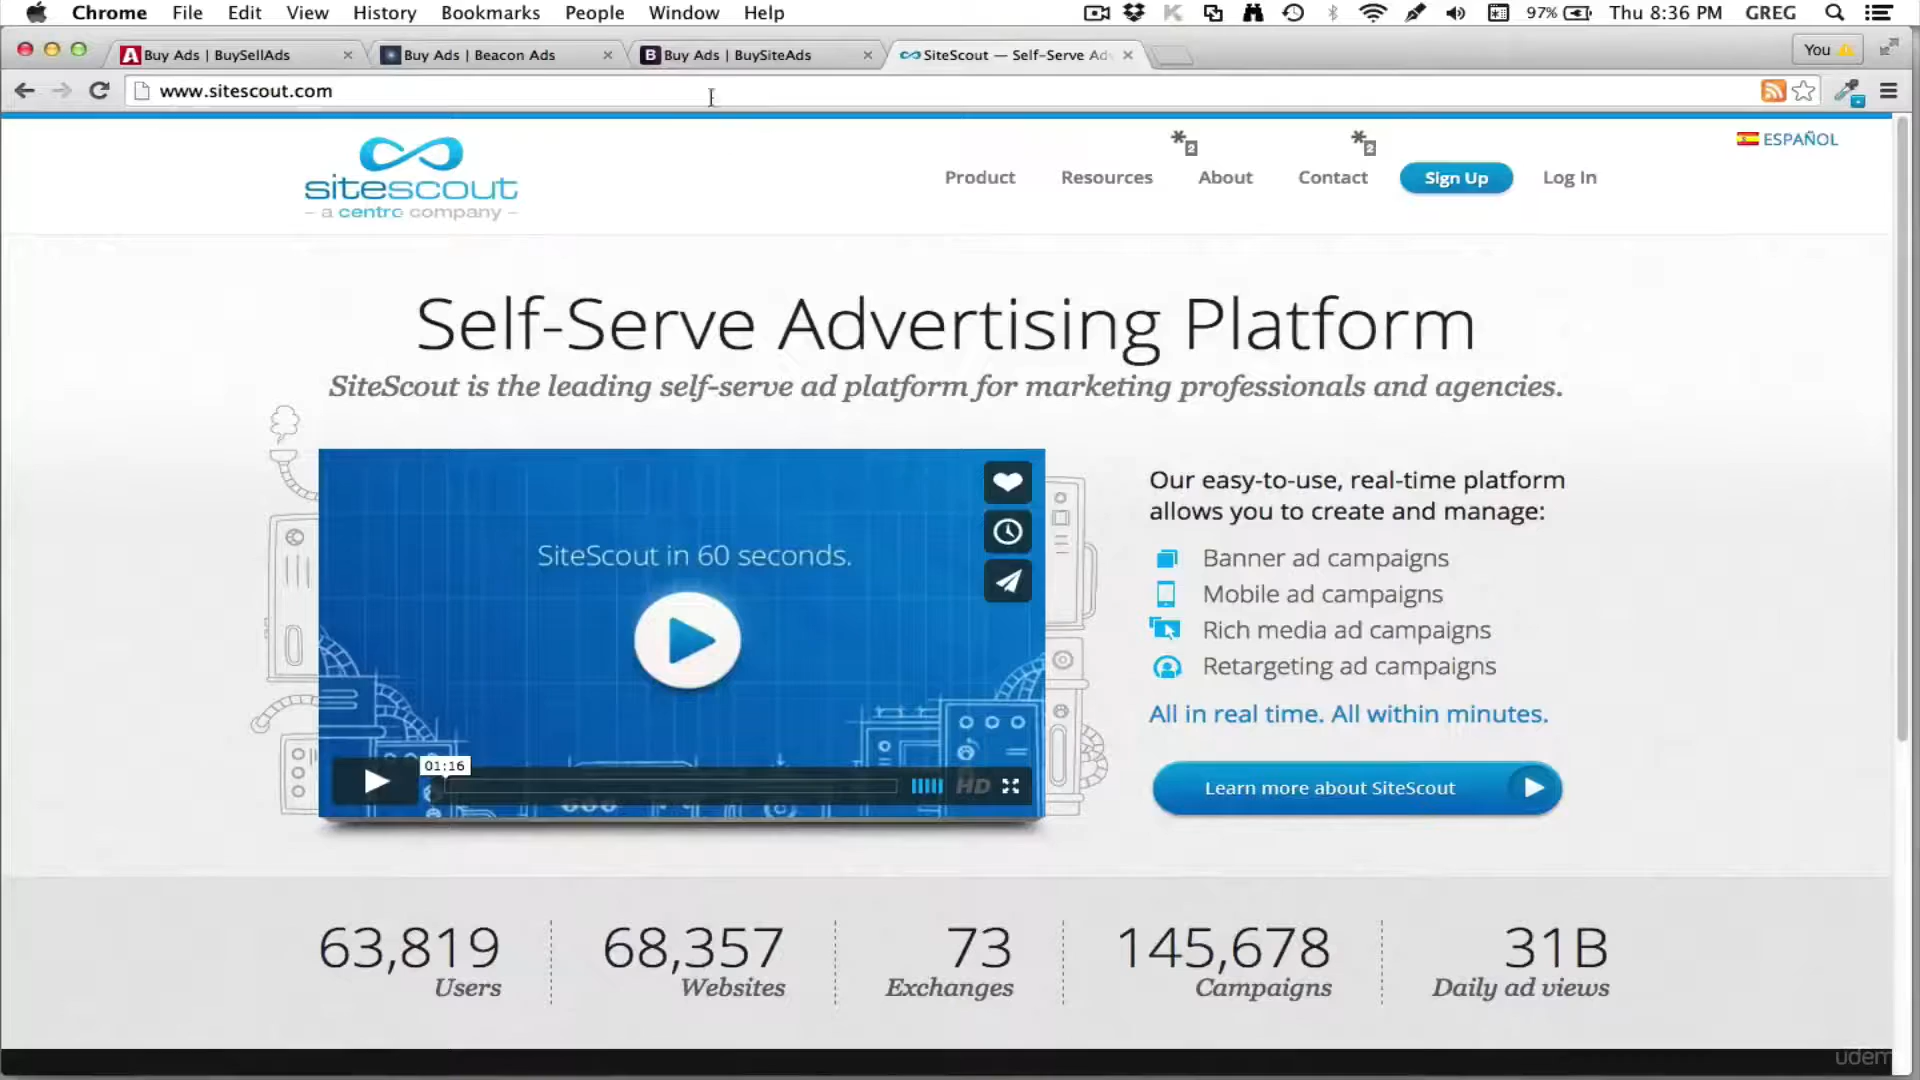 Chrome File Edit View History Bookmarks People Window Help 97% Thu 8:36 PM GREG
Buy Ads | BuySellAds Buy Ads | Beacon Ads Buy Ads | BuySiteAds SiteScout — Self-Serve Ad You
www.sitescout.com
ESPAÑOL
2 2
sitescout
– a centro company –
Product Resources About Contact Sign Up Log In
Self-Serve Advertising Platform
SiteScout is the leading self-serve ad platform for marketing professionals and agencies.
SiteScout in 60 seconds.
01:16
HD
Our easy-to-use, real-time platform
allows you to create and manage:
Banner ad campaigns
Mobile ad campaigns
Rich media ad campaigns
Retargeting ad campaigns
All in real time. All within minutes.
Learn more about SiteScout
63,819 68,357 73 145,678 31B
Users Websites Exchanges Campaigns Daily ad views
udem